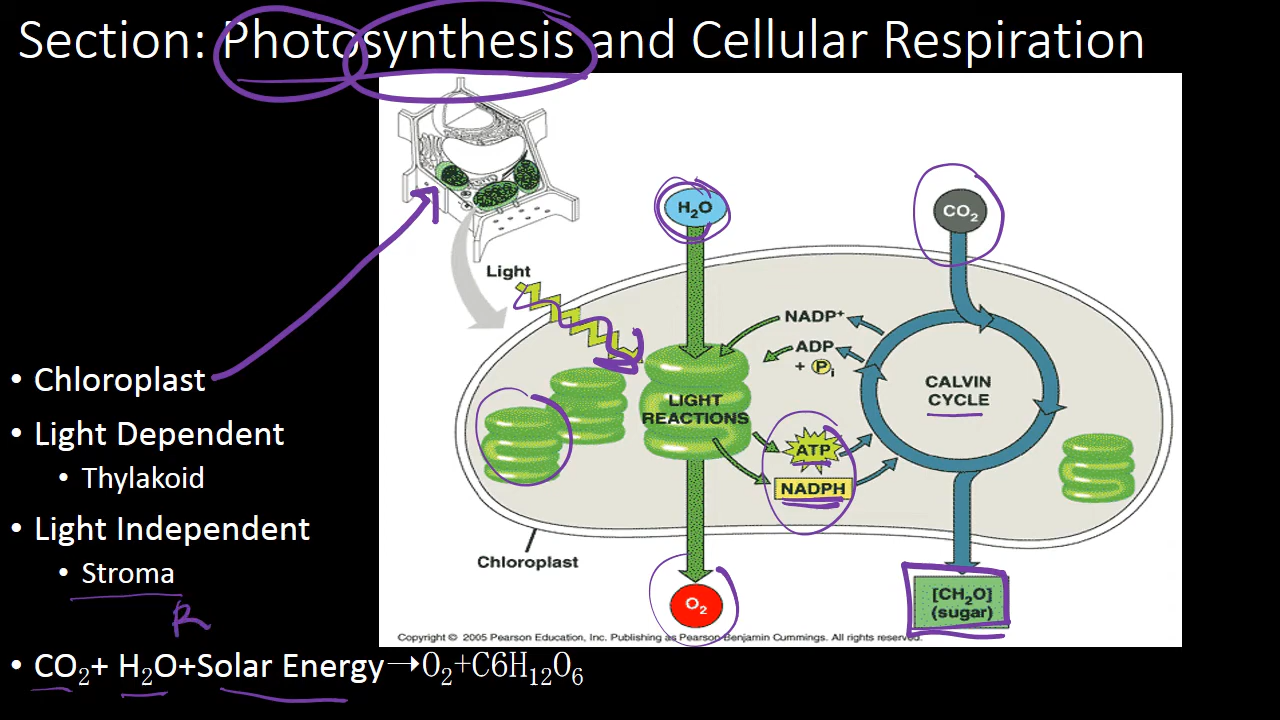 Section: Photosynthesis and Cellular Respiration
H₂O
CO₂
Light
NADP⁺
ADP
+ Pi
CALVIN
CYCLE
LIGHT
REACTIONS
ATP
NADPH
Chloroplast
O₂
[CH₂O]
(sugar)
Copyright © 2005 Pearson Education, Inc. Publishing as Pearson Benjamin Cummings. All rights reserved.
• Chloroplast
• Light Dependent
• Thylakoid
• Light Independent
• Stroma
R
• CO₂+ H₂O+Solar Energy→O₂+C6H₁₂O₆